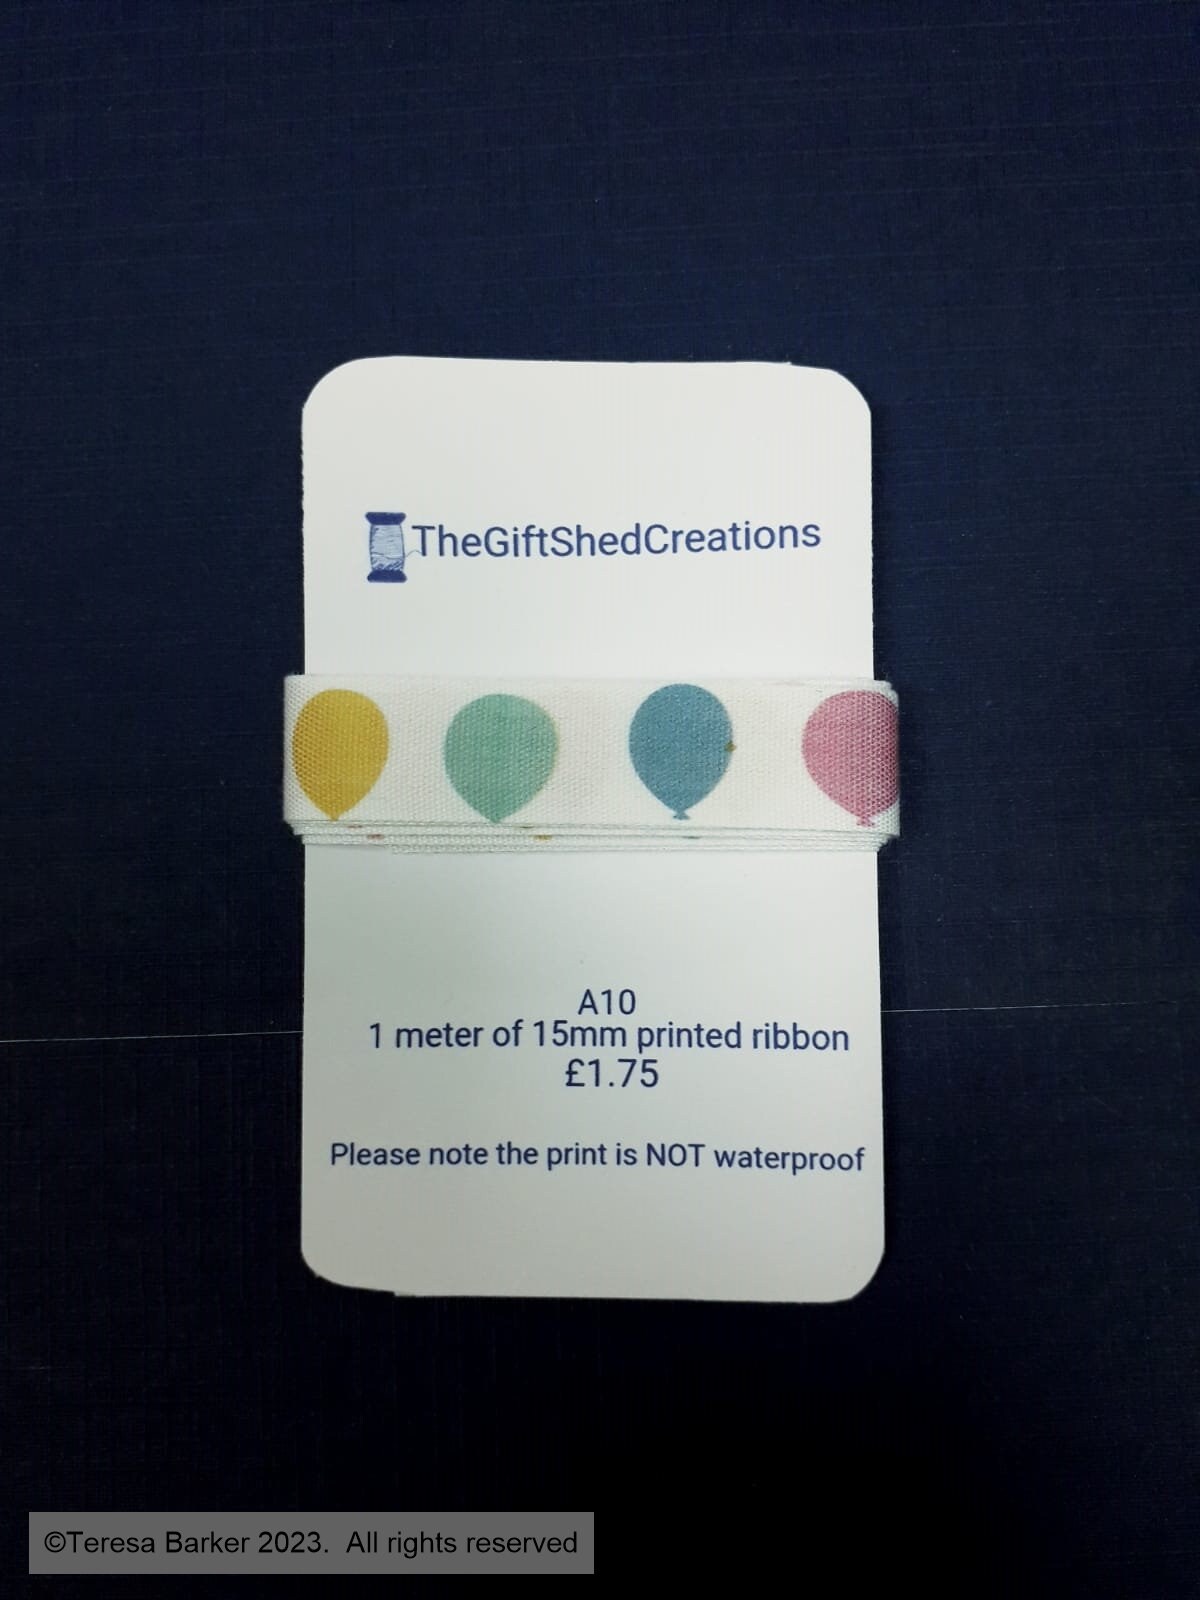 TheGiftShedCreations
A10
1 meter of 15mm printed ribbon
£1.75
Please note the print is NOT waterproof
©Teresa Barker 2023.  All rights reserved